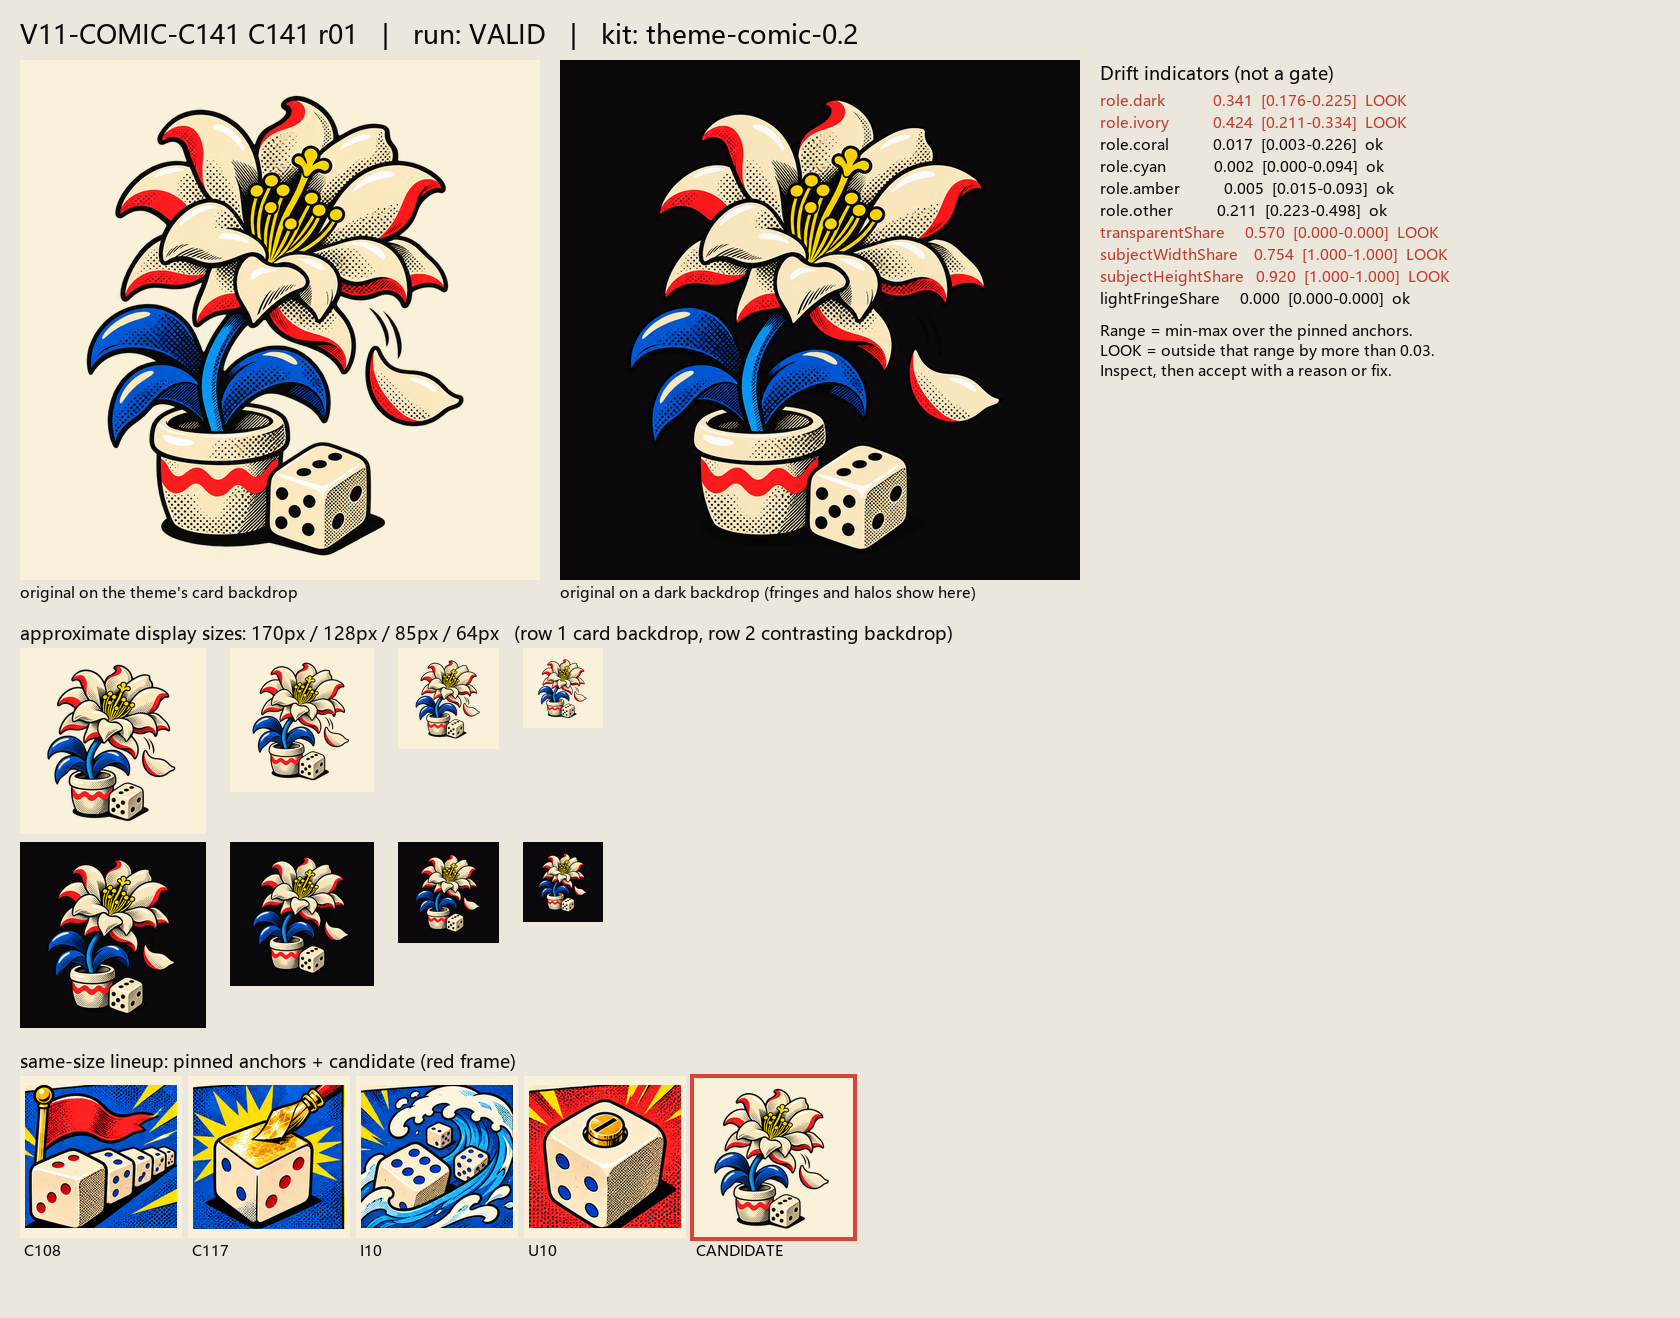 V11-COMIC-C141 C141 r01 | run: VALID | kit: theme-comic-0.2
Drift indicators (not a gate)
role.dark 0.341 [0.176-0.225] LOOK
role.ivory 0.424 [0.211-0.334] LOOK
role.coral 0.017 [0.003-0.226] ok
role.cyan 0.002 [0.000-0.094] ok
role.amber 0.005 [0.015-0.093] ok
role.other 0.211 [0.223-0.498] ok
transparentShare 0.570 [0.000-0.000] LOOK
subjectWidthShare 0.754 [1.000-1.000] LOOK
subjectHeightShare 0.920 [1.000-1.000] LOOK
lightFringeShare 0.000 [0.000-0.000] ok
Range = min-max over the pinned anchors.
LOOK = outside that range by more than 0.03.
Inspect, then accept with a reason or fix.
original on the theme's card backdrop
original on a dark backdrop (fringes and halos show here)
approximate display sizes: 170px / 128px / 85px / 64px (row 1 card backdrop, row 2 contrasting backdrop)
same-size lineup: pinned anchors + candidate (red frame)
C108
C117
I10
U10
CANDIDATE